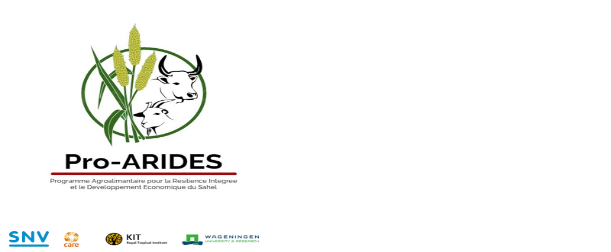 Pro-ARIDES
Programme Agroalimentaire pour la Resilience Integree
et le Developpement Economique du Sahel
SNV
care
KIT
Royal Tropical Institute
WAGENINGEN
UNIVERSITY & RESEARCH